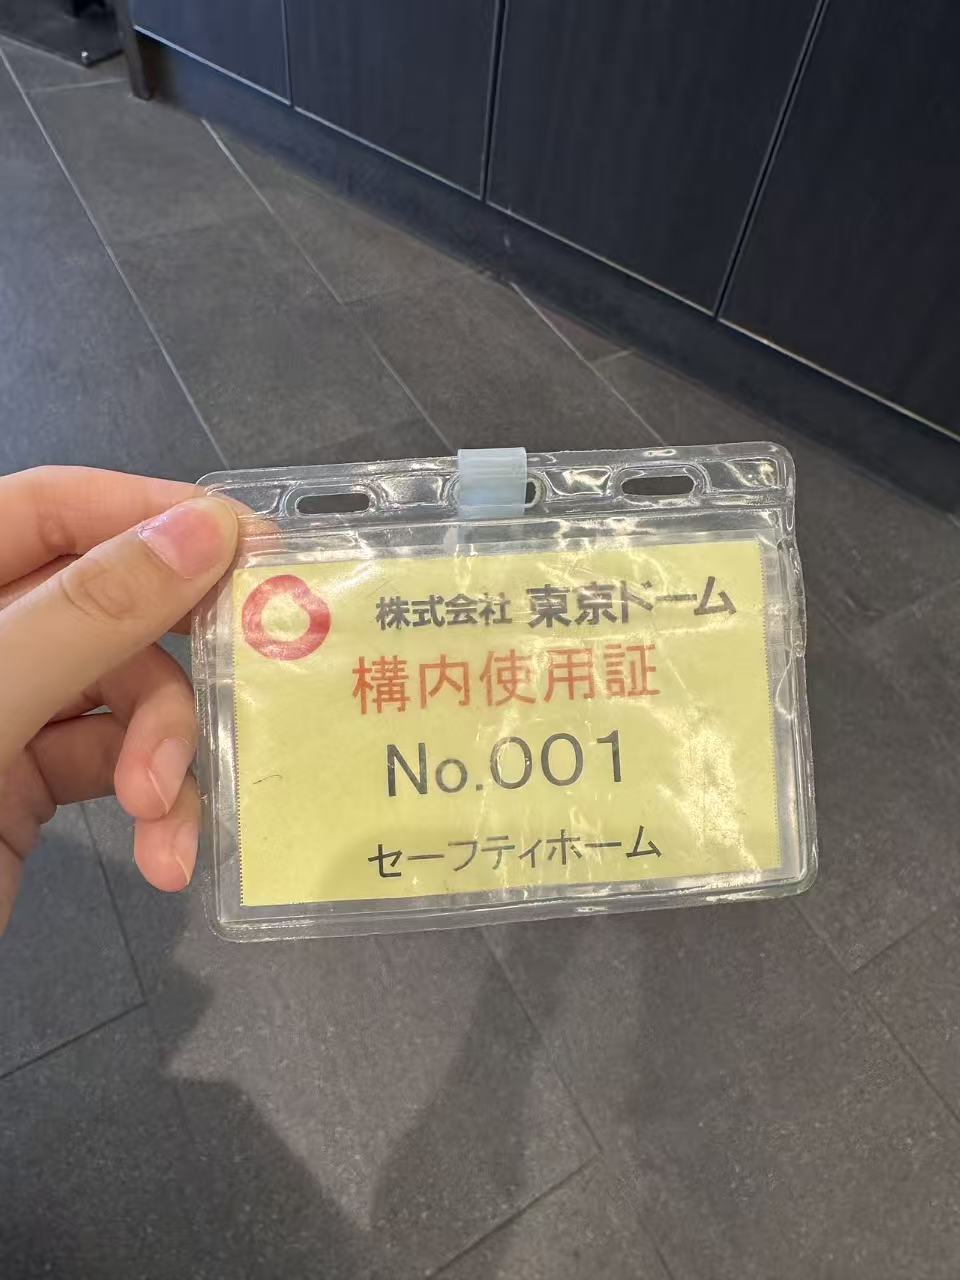 株式会社 東京ドーム
構内使用証
No.001
セーフティホーム